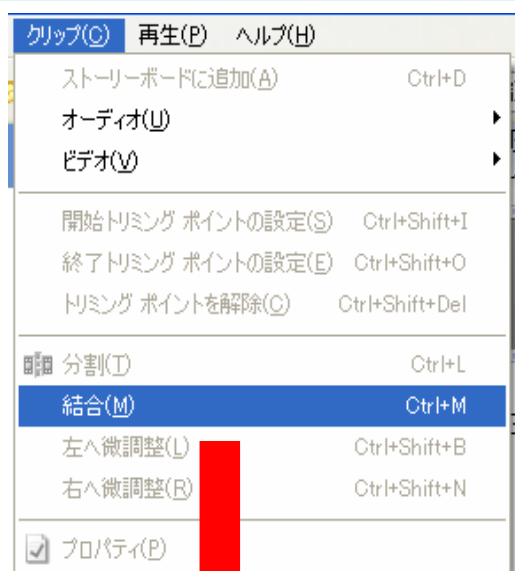 クリップ(C) 再生(P) ヘルプ(H)
ストーリーボードに追加(A) Ctrl+D
オーディオ(U)
ビデオ(V)
開始トリミング ポイントの設定(S) Ctrl+Shift+I
終了トリミング ポイントの設定(E) Ctrl+Shift+O
トリミング ポイントを解除(C) Ctrl+Shift+Del
分割(T) Ctrl+L
結合(M) Ctrl+M
左へ微調整(L) Ctrl+Shift+B
右へ微調整(R) Ctrl+Shift+N
プロパティ(P)